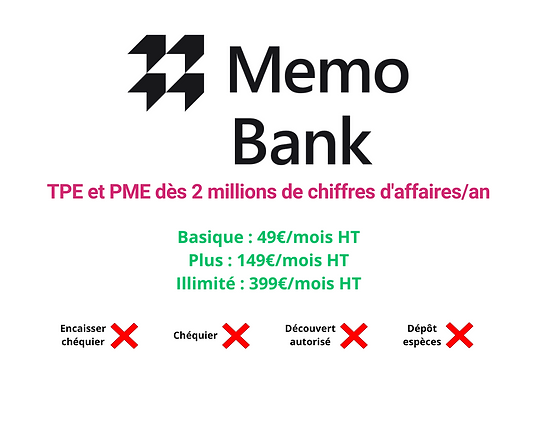 Memo
Bank
TPE et PME dès 2 millions de chiffres d'affaires/an
Basique : 49€/mois HT
Plus : 149€/mois HT
Illimité : 399€/mois HT
Encaisser
chéquier
Chéquier
Découvert
autorisé
Dépôt
espèces